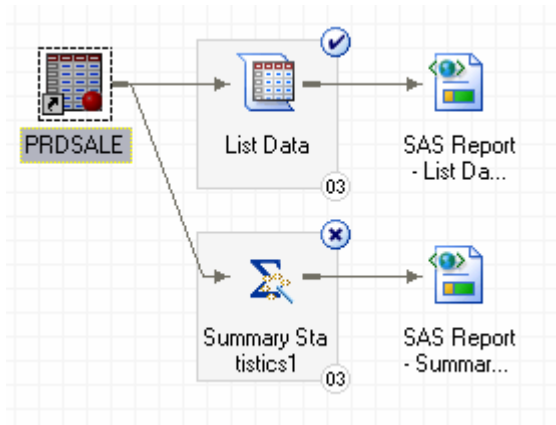 PRDSALE
List Data
03
SAS Report
- List Da...
Summary Sta
tistics1
03
SAS Report
- Summar...